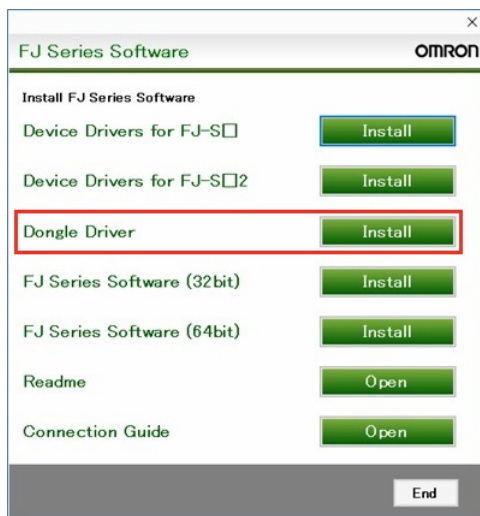 ×
FJ Series Software OMRON
Install FJ Series Software
Device Drivers for FJ-S□ Install
Device Drivers for FJ-S□2 Install
Dongle Driver Install
FJ Series Software (32bit) Install
FJ Series Software (64bit) Install
Readme Open
Connection Guide Open
End